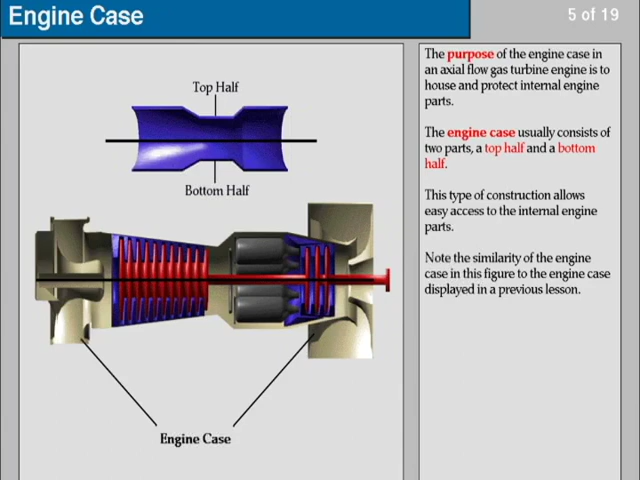 Engine Case
5 of 19
Top Half
Bottom Half
Engine Case
The purpose of the engine case in
an axial flow gas turbine engine is to
house and protect internal engine
parts.
The engine case usually consists of
two parts, a top half and a bottom
half.
This type of construction allows
easy access to the internal engine
parts.
Note the similarity of the engine
case in this figure to the engine case
displayed in a previous lesson.